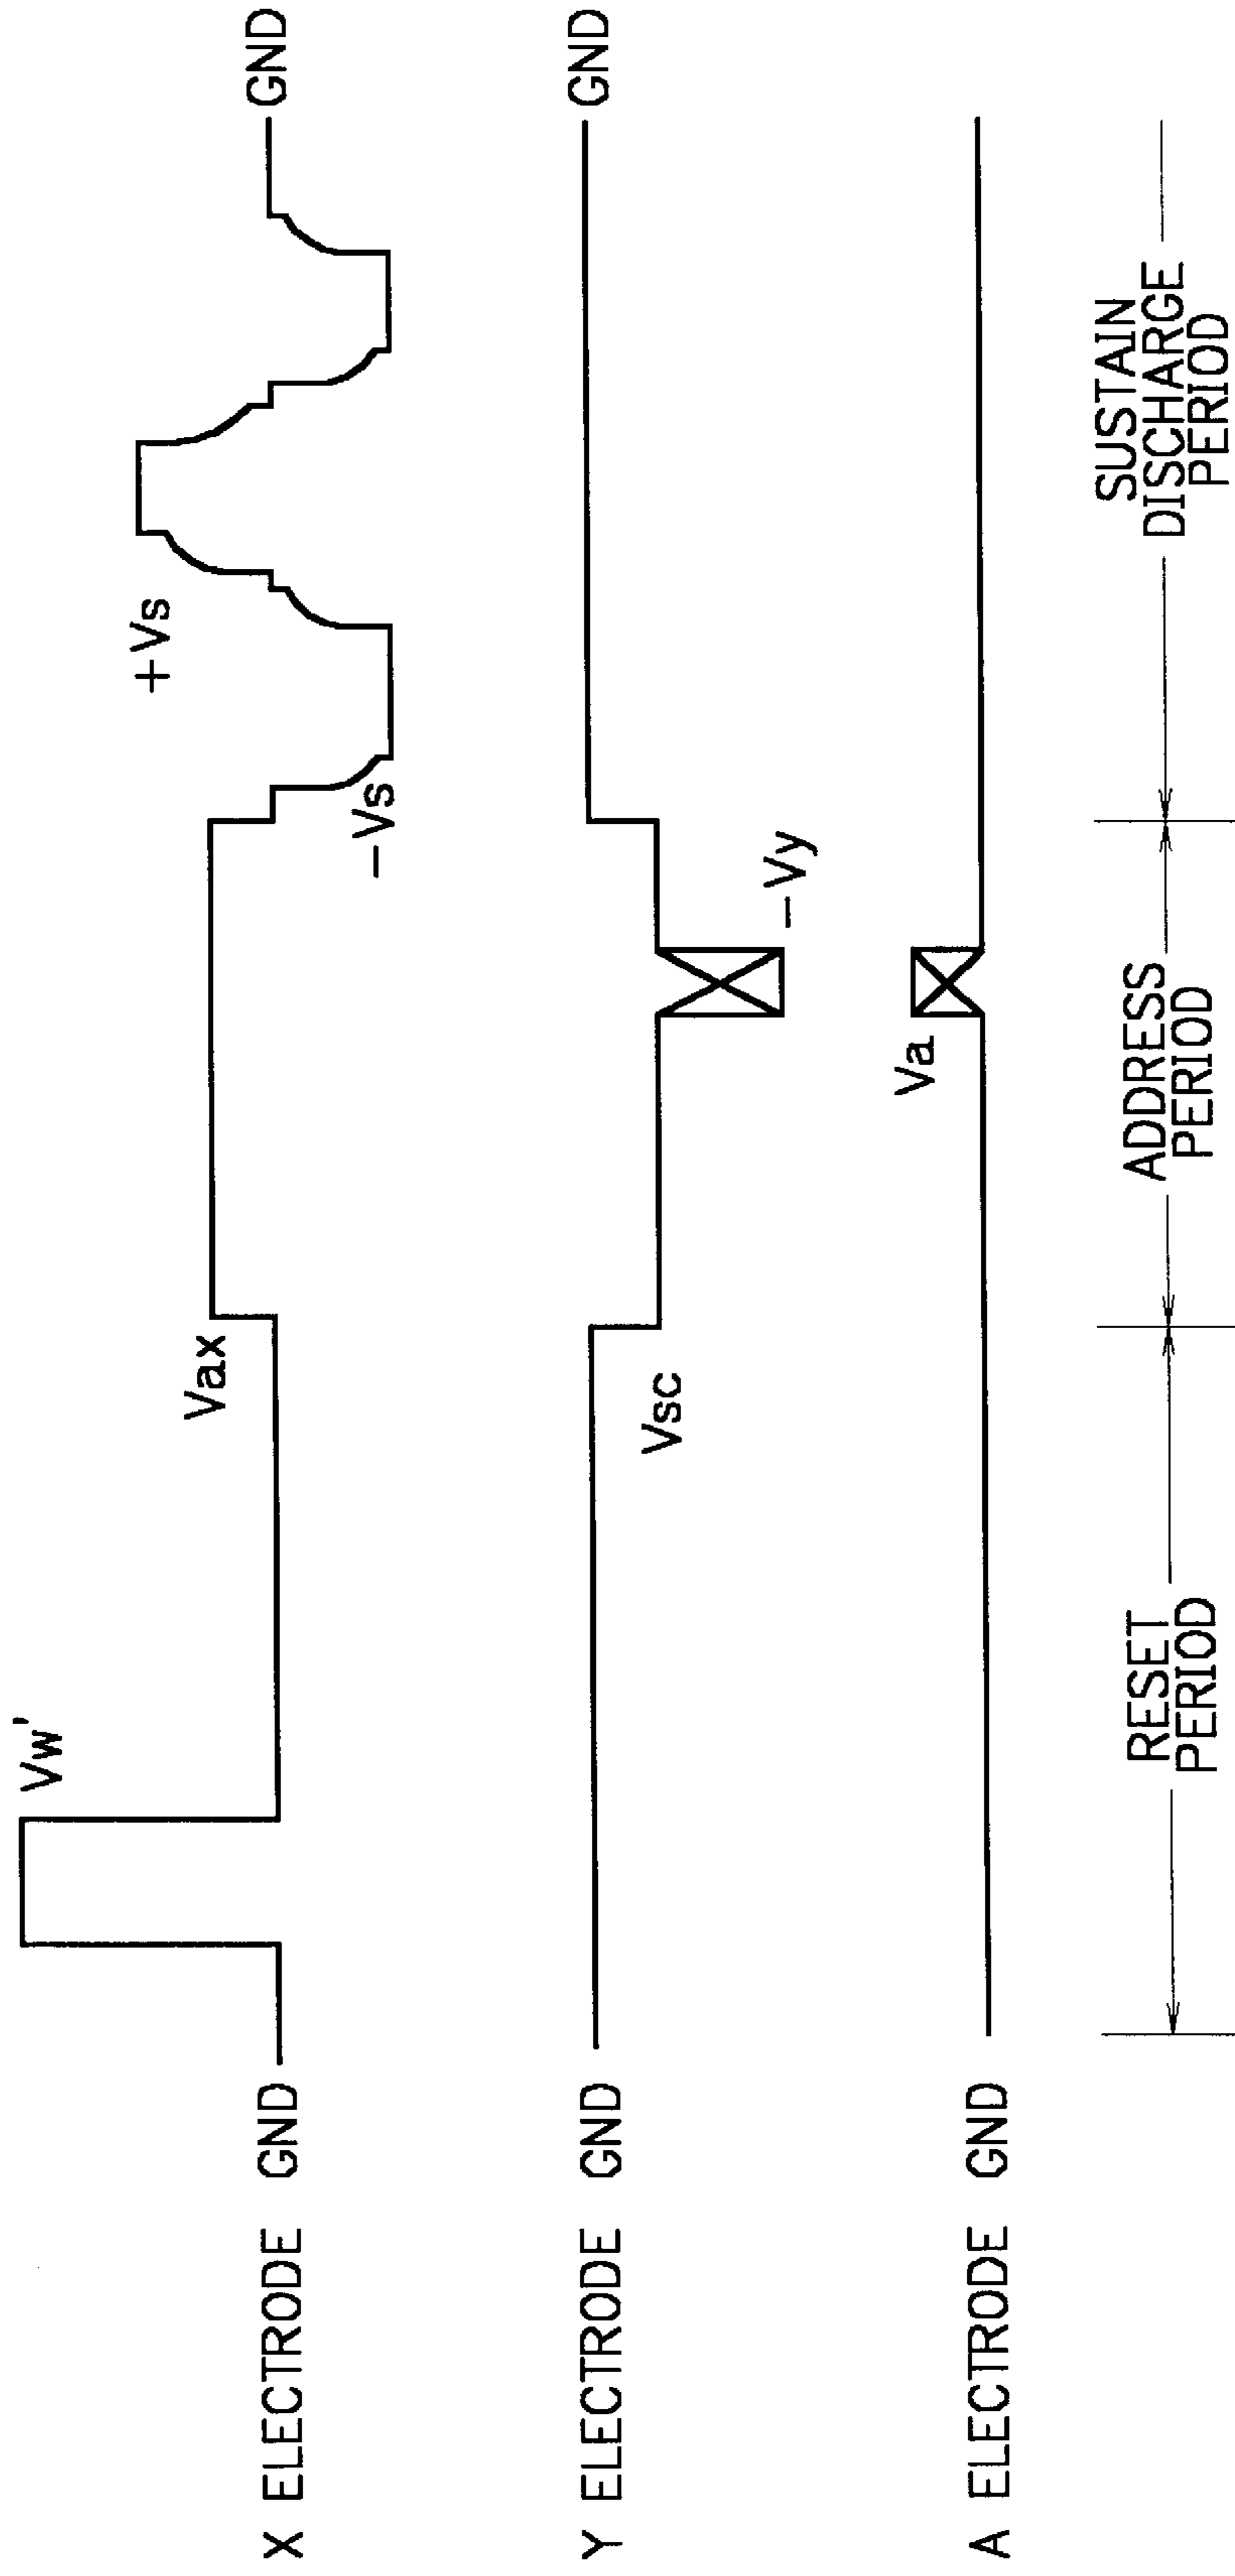 Vw'
Vax
+Vs
-Vs
X ELECTRODE GND
GND
Vsc
-Vy
Y ELECTRODE GND
GND
Va
A ELECTRODE GND
RESET
PERIOD
ADDRESS
PERIOD
SUSTAIN
DISCHARGE
PERIOD